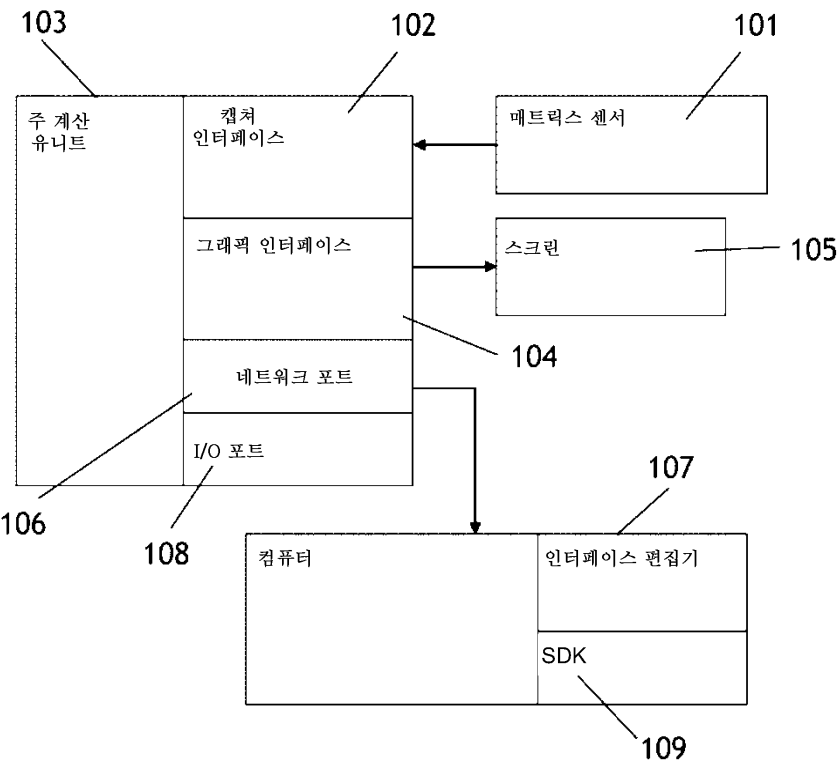 103
102
101
주 계산
유니트
캡쳐
인터페이스
매트릭스 센서
그래픽 인터페이스
스크린
105
104
네트워크 포트
I/O 포트
106
108
107
컴퓨터
인터페이스 편집기
SDK
109